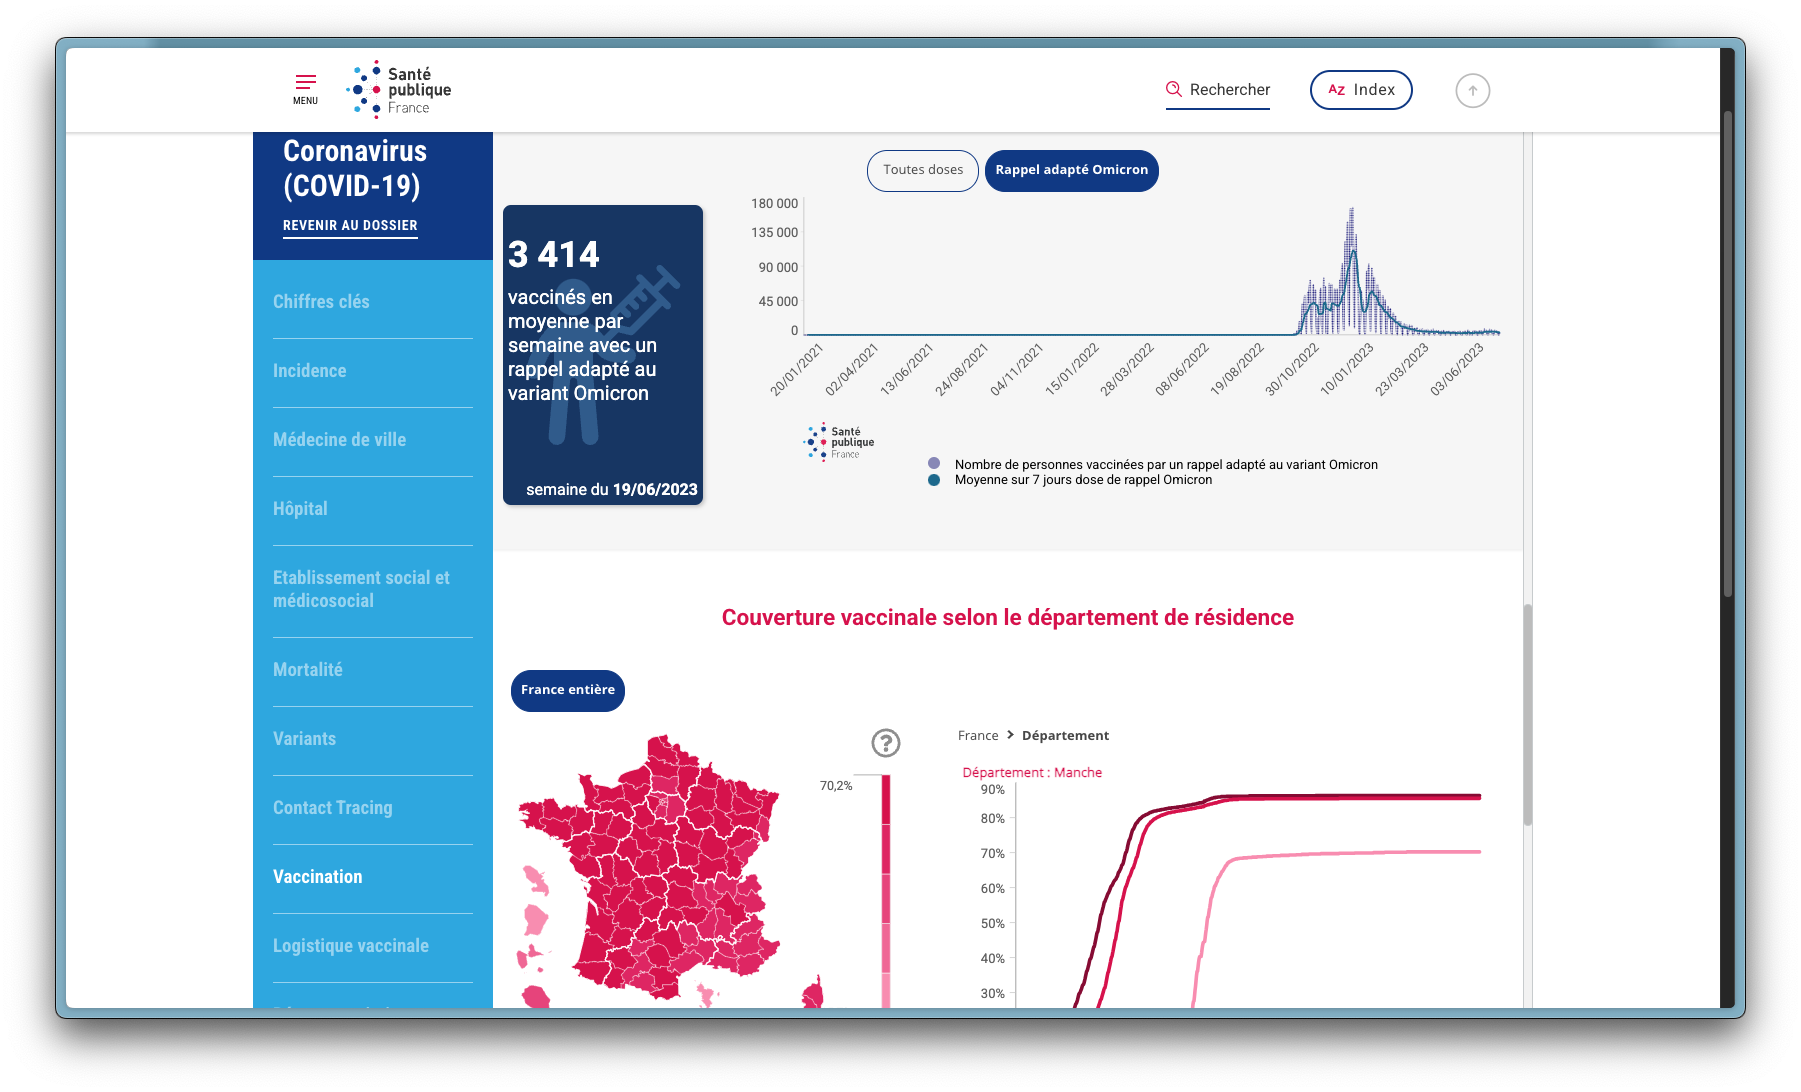 MENU
Santé
publique
France
Rechercher
AZ Index
Coronavirus
(COVID-19)
REVENIR AU DOSSIER
Chiffres clés
Incidence
Médecine de ville
Hôpital
Etablissement social et
médicosocial
Mortalité
Variants
Contact Tracing
Vaccination
Logistique vaccinale
Toutes doses
Rappel adapté Omicron
3 414
vaccinés en
moyenne par
semaine avec un
rappel adapté au
variant Omicron
semaine du 19/06/2023
180 000
135 000
90 000
45 000
0
20/01/2021
02/04/2021
13/06/2021
24/08/2021
04/11/2021
15/01/2022
28/03/2022
08/06/2022
19/08/2022
30/10/2022
10/01/2023
23/03/2023
03/06/2023
Santé
publique
France
Nombre de personnes vaccinées par un rappel adapté au variant Omicron
Moyenne sur 7 jours dose de rappel Omicron
Couverture vaccinale selon le département de résidence
France entière
?
70,2%
France > Département
Département : Manche
90%
80%
70%
60%
50%
40%
30%